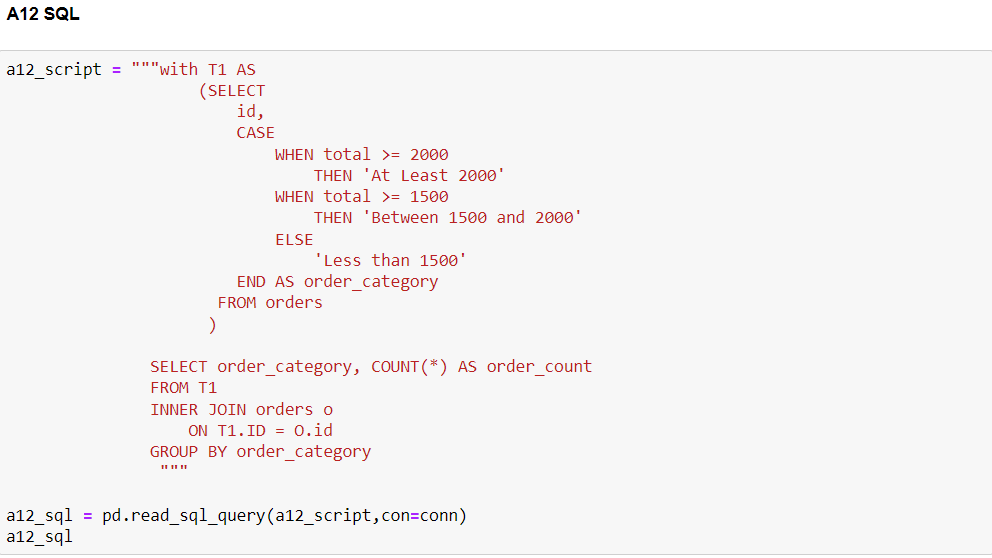 A12 SQL
a12_script = """with T1 AS
(SELECT
id,
CASE
WHEN total >= 2000
THEN 'At Least 2000'
WHEN total >= 1500
THEN 'Between 1500 and 2000'
ELSE
'Less than 1500'
END AS order_category
FROM orders
)
SELECT order_category, COUNT(*) AS order_count
FROM T1
INNER JOIN orders o
ON T1.ID = O.id
GROUP BY order_category
"""
a12_sql = pd.read_sql_query(a12_script,con=conn)
a12_sql